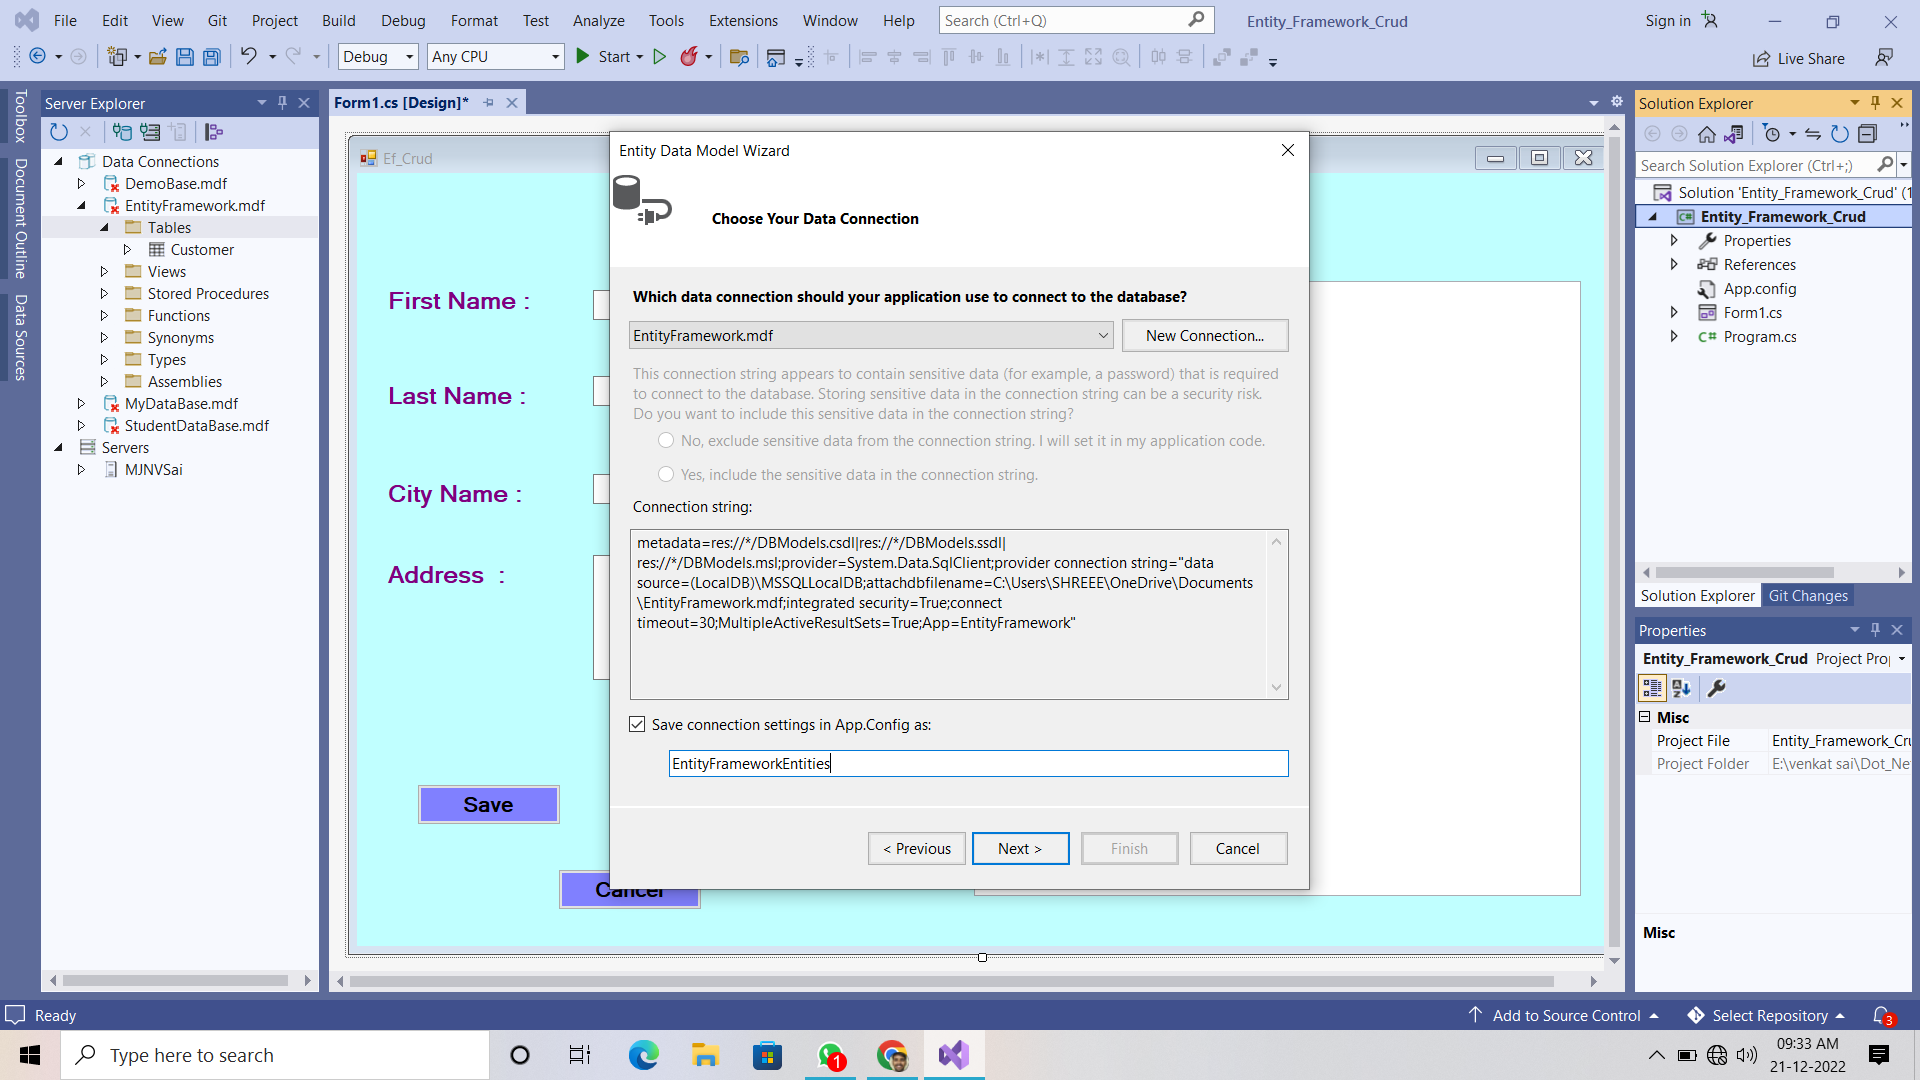 File Edit View Git Project Build Debug Format Test Analyze Tools Extensions Window Help Search (Ctrl+Q) Entity_Framework_Crud Sign in
Debug Any CPU Start Live Share
Toolbox
Document Outline
Data Sources
Server Explorer
Data Connections
DemoBase.mdf
EntityFramework.mdf
Tables
Customer
Views
Stored Procedures
Functions
Synonyms
Types
Assemblies
MyDataBase.mdf
StudentDataBase.mdf
Servers
MJNVSai
Form1.cs [Design]*
Ef_Crud
First Name :
Last Name :
City Name :
Address :
Save
Cancel
Entity Data Model Wizard
Choose Your Data Connection
Which data connection should your application use to connect to the database?
EntityFramework.mdf New Connection...
This connection string appears to contain sensitive data (for example, a password) that is required
to connect to the database. Storing sensitive data in the connection string can be a security risk.
Do you want to include this sensitive data in the connection string?
No, exclude sensitive data from the connection string. I will set it in my application code.
Yes, include the sensitive data in the connection string.
Connection string:
metadata=res://*/DBModels.csdl|res://*/DBModels.ssdl|
res://*/DBModels.msl;provider=System.Data.SqlClient;provider connection string="data
source=(LocalDB)\MSSQLLocalDB;attachdbfilename=C:\Users\SHREEE\OneDrive\Documents
\EntityFramework.mdf;integrated security=True;connect
timeout=30;MultipleActiveResultSets=True;App=EntityFramework"
Save connection settings in App.Config as:
EntityFrameworkEntities
< Previous Next > Finish Cancel
Solution Explorer
Search Solution Explorer (Ctrl+;)
Solution 'Entity_Framework_Crud' (1
C# Entity_Framework_Crud
Properties
References
App.config
Form1.cs
C# Program.cs
Solution Explorer Git Changes
Properties
Entity_Framework_Crud Project Pro
Misc
Project File Entity_Framework_Cru
Project Folder E:\venkat sai\Dot_Ne
Misc
Ready Add to Source Control Select Repository 3
Type here to search 1 09:33 AM
21-12-2022